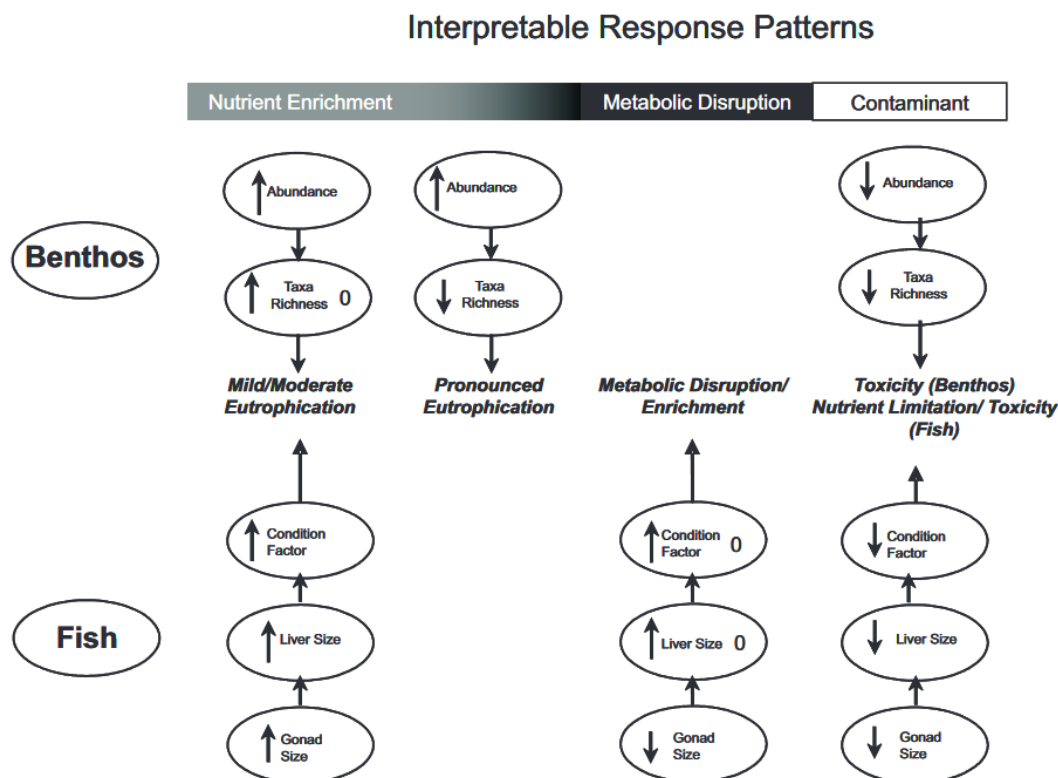 Interpretable Response Patterns
Nutrient Enrichment
Metabolic Disruption
Contaminant
Abundance
Abundance
Abundance
Benthos
Taxa
Richness 0
Taxa
Richness
Taxa
Richness
Mild/Moderate
Eutrophication
Pronounced
Eutrophication
Metabolic Disruption/
Enrichment
Toxicity (Benthos)
Nutrient Limitation/ Toxicity
(Fish)
Condition
Factor
Condition
Factor 0
Condition
Factor
Fish
Liver Size
Liver Size 0
Liver Size
Gonad
Size
Gonad
Size
Gonad
Size